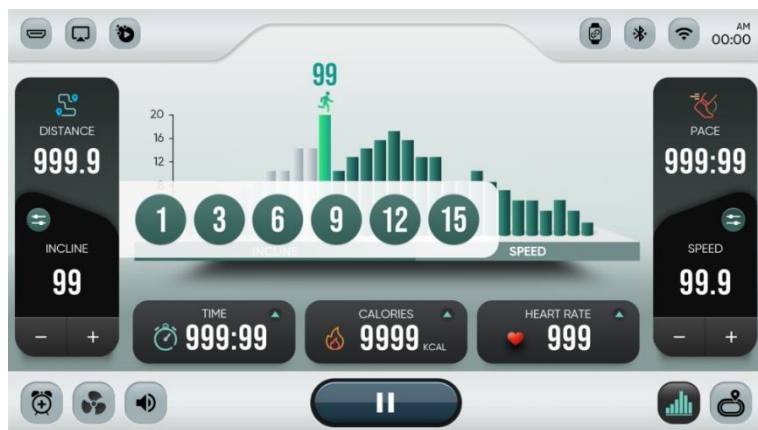 AM
00:00
99
DISTANCE
999.9
PACE
999:99
20
16
12
8
1 3 6 9 12 15
INCLINE
SPEED
INCLINE
99
SPEED
99.9
TIME
999:99
CALORIES
9999 KCAL
HEART RATE
999
− +
− +